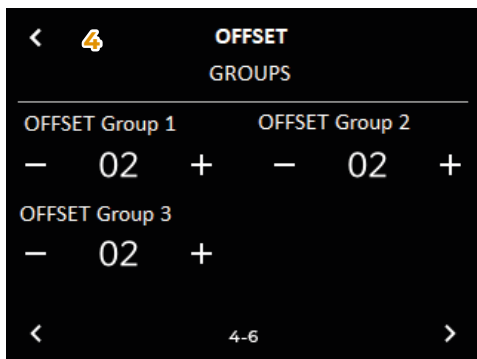 < 4 OFFSET
GROUPS
OFFSET Group 1 OFFSET Group 2
− 02 + − 02 +
OFFSET Group 3
− 02 +
< 4-6 >